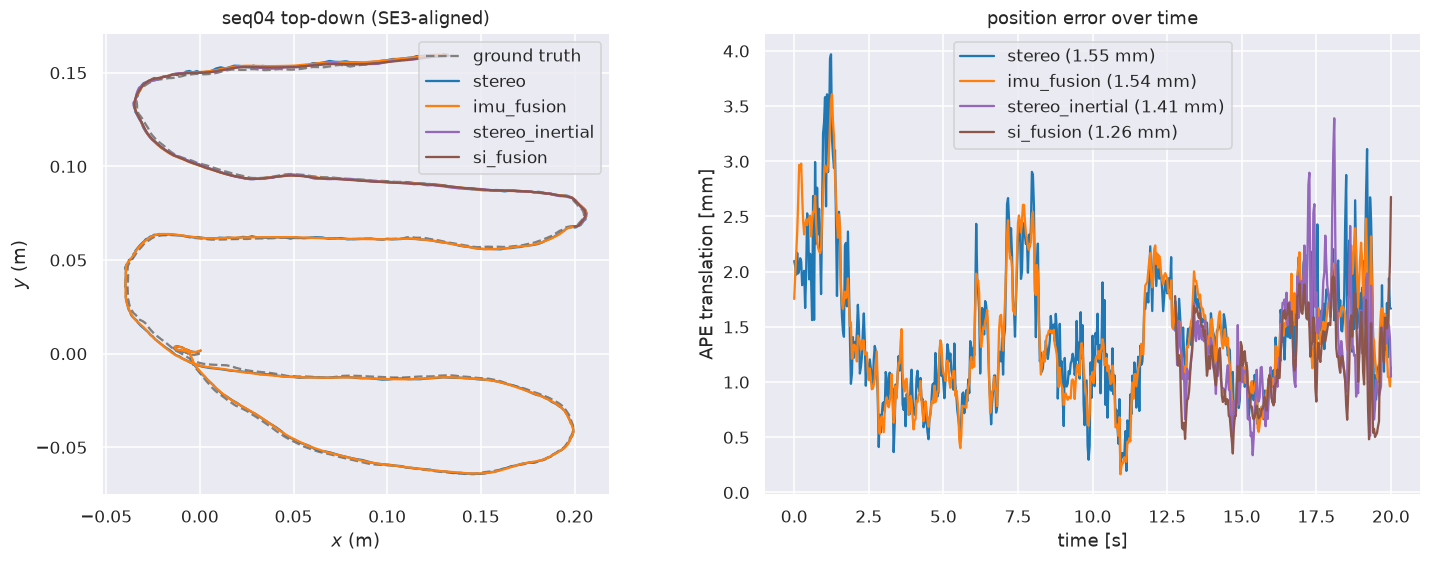 seq04 top-down (SE3-aligned)
ground truth
stereo
imu_fusion
stereo_inertial
si_fusion
0.15
0.10
0.05
0.00
−0.05
y (m)
−0.05
0.00
0.05
0.10
0.15
0.20
x (m)
position error over time
stereo (1.55 mm)
imu_fusion (1.54 mm)
stereo_inertial (1.41 mm)
si_fusion (1.26 mm)
4.0
3.5
3.0
2.5
2.0
1.5
1.0
0.5
0.0
APE translation [mm]
0.0
2.5
5.0
7.5
10.0
12.5
15.0
17.5
20.0
time [s]